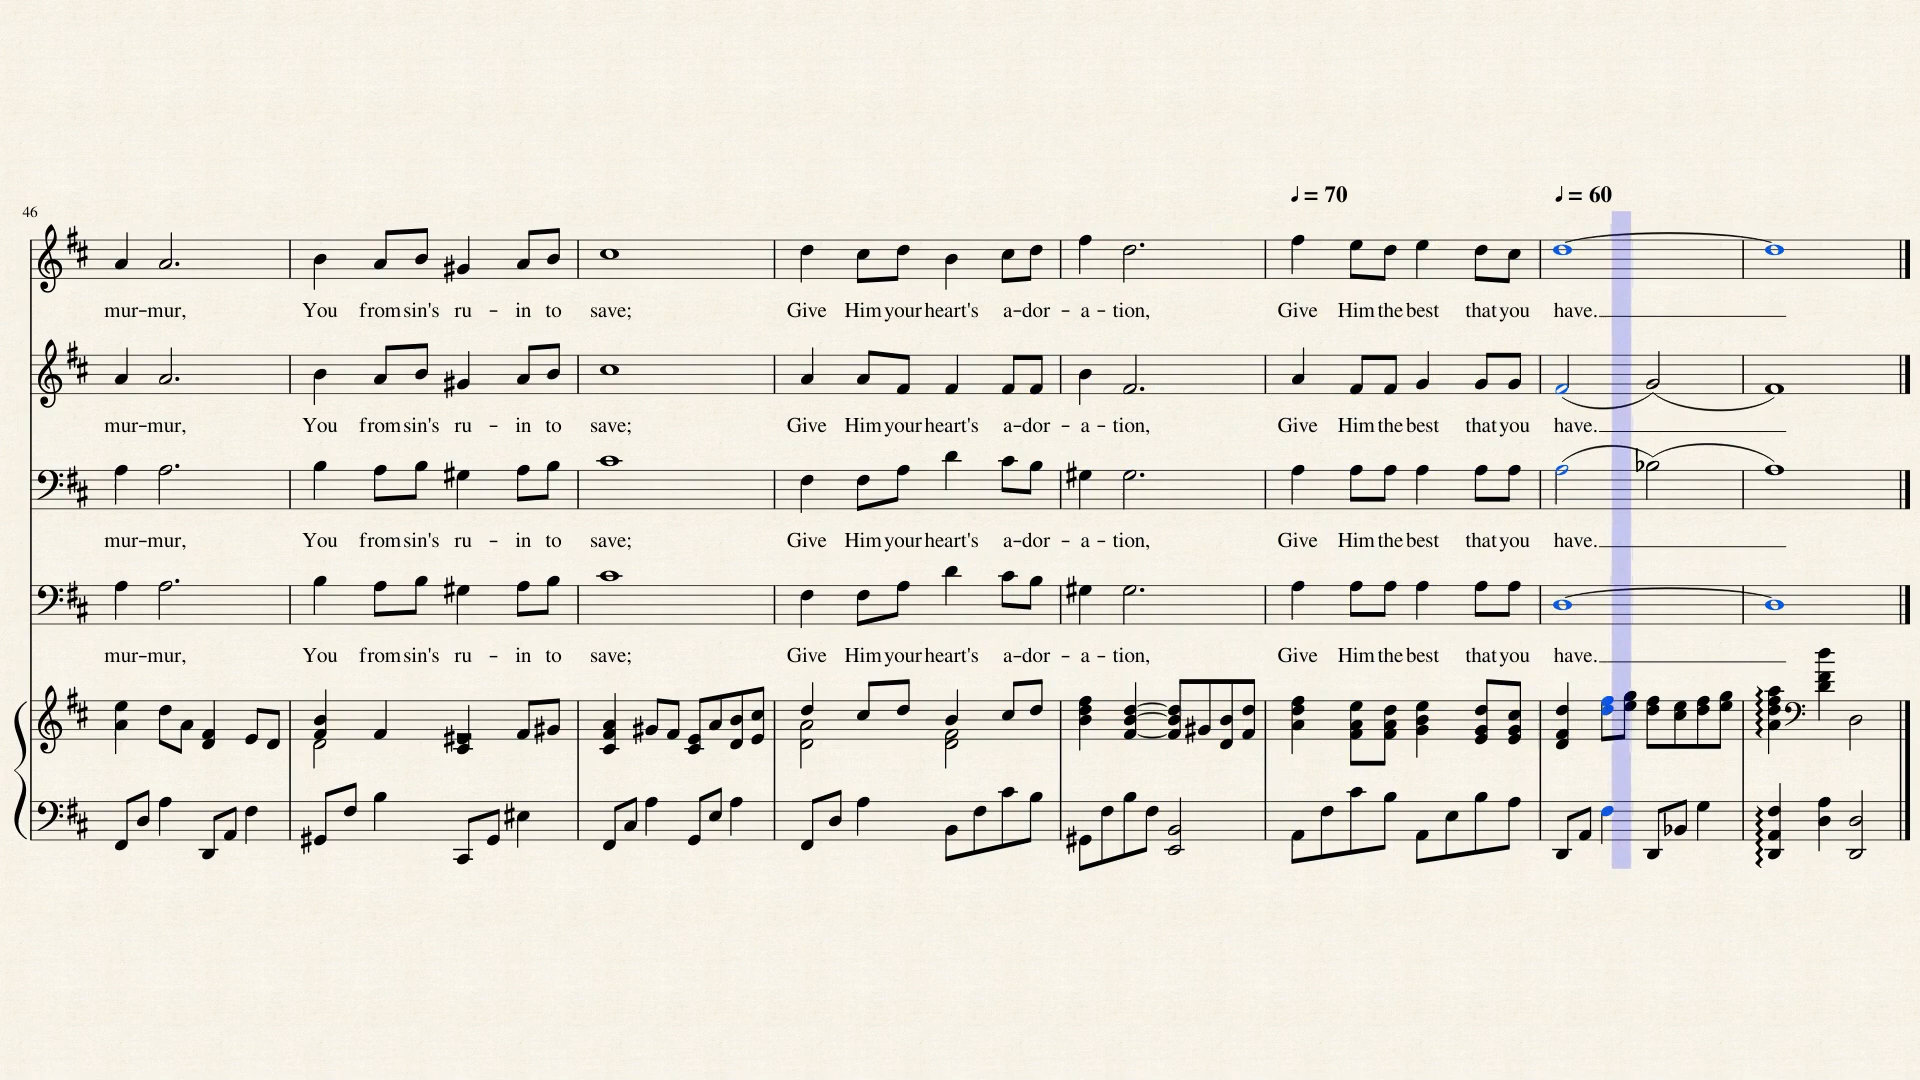 ♩ = 70 ♩ = 60
46
mur-mur, You from sin's ru - in to save; Give Him your heart's a-dor - a - tion, Give Him the best that you have.
mur-mur, You from sin's ru - in to save; Give Him your heart's a-dor - a - tion, Give Him the best that you have.
mur-mur, You from sin's ru - in to save; Give Him your heart's a-dor - a - tion, Give Him the best that you have.
mur-mur, You from sin's ru - in to save; Give Him your heart's a-dor - a - tion, Give Him the best that you have.